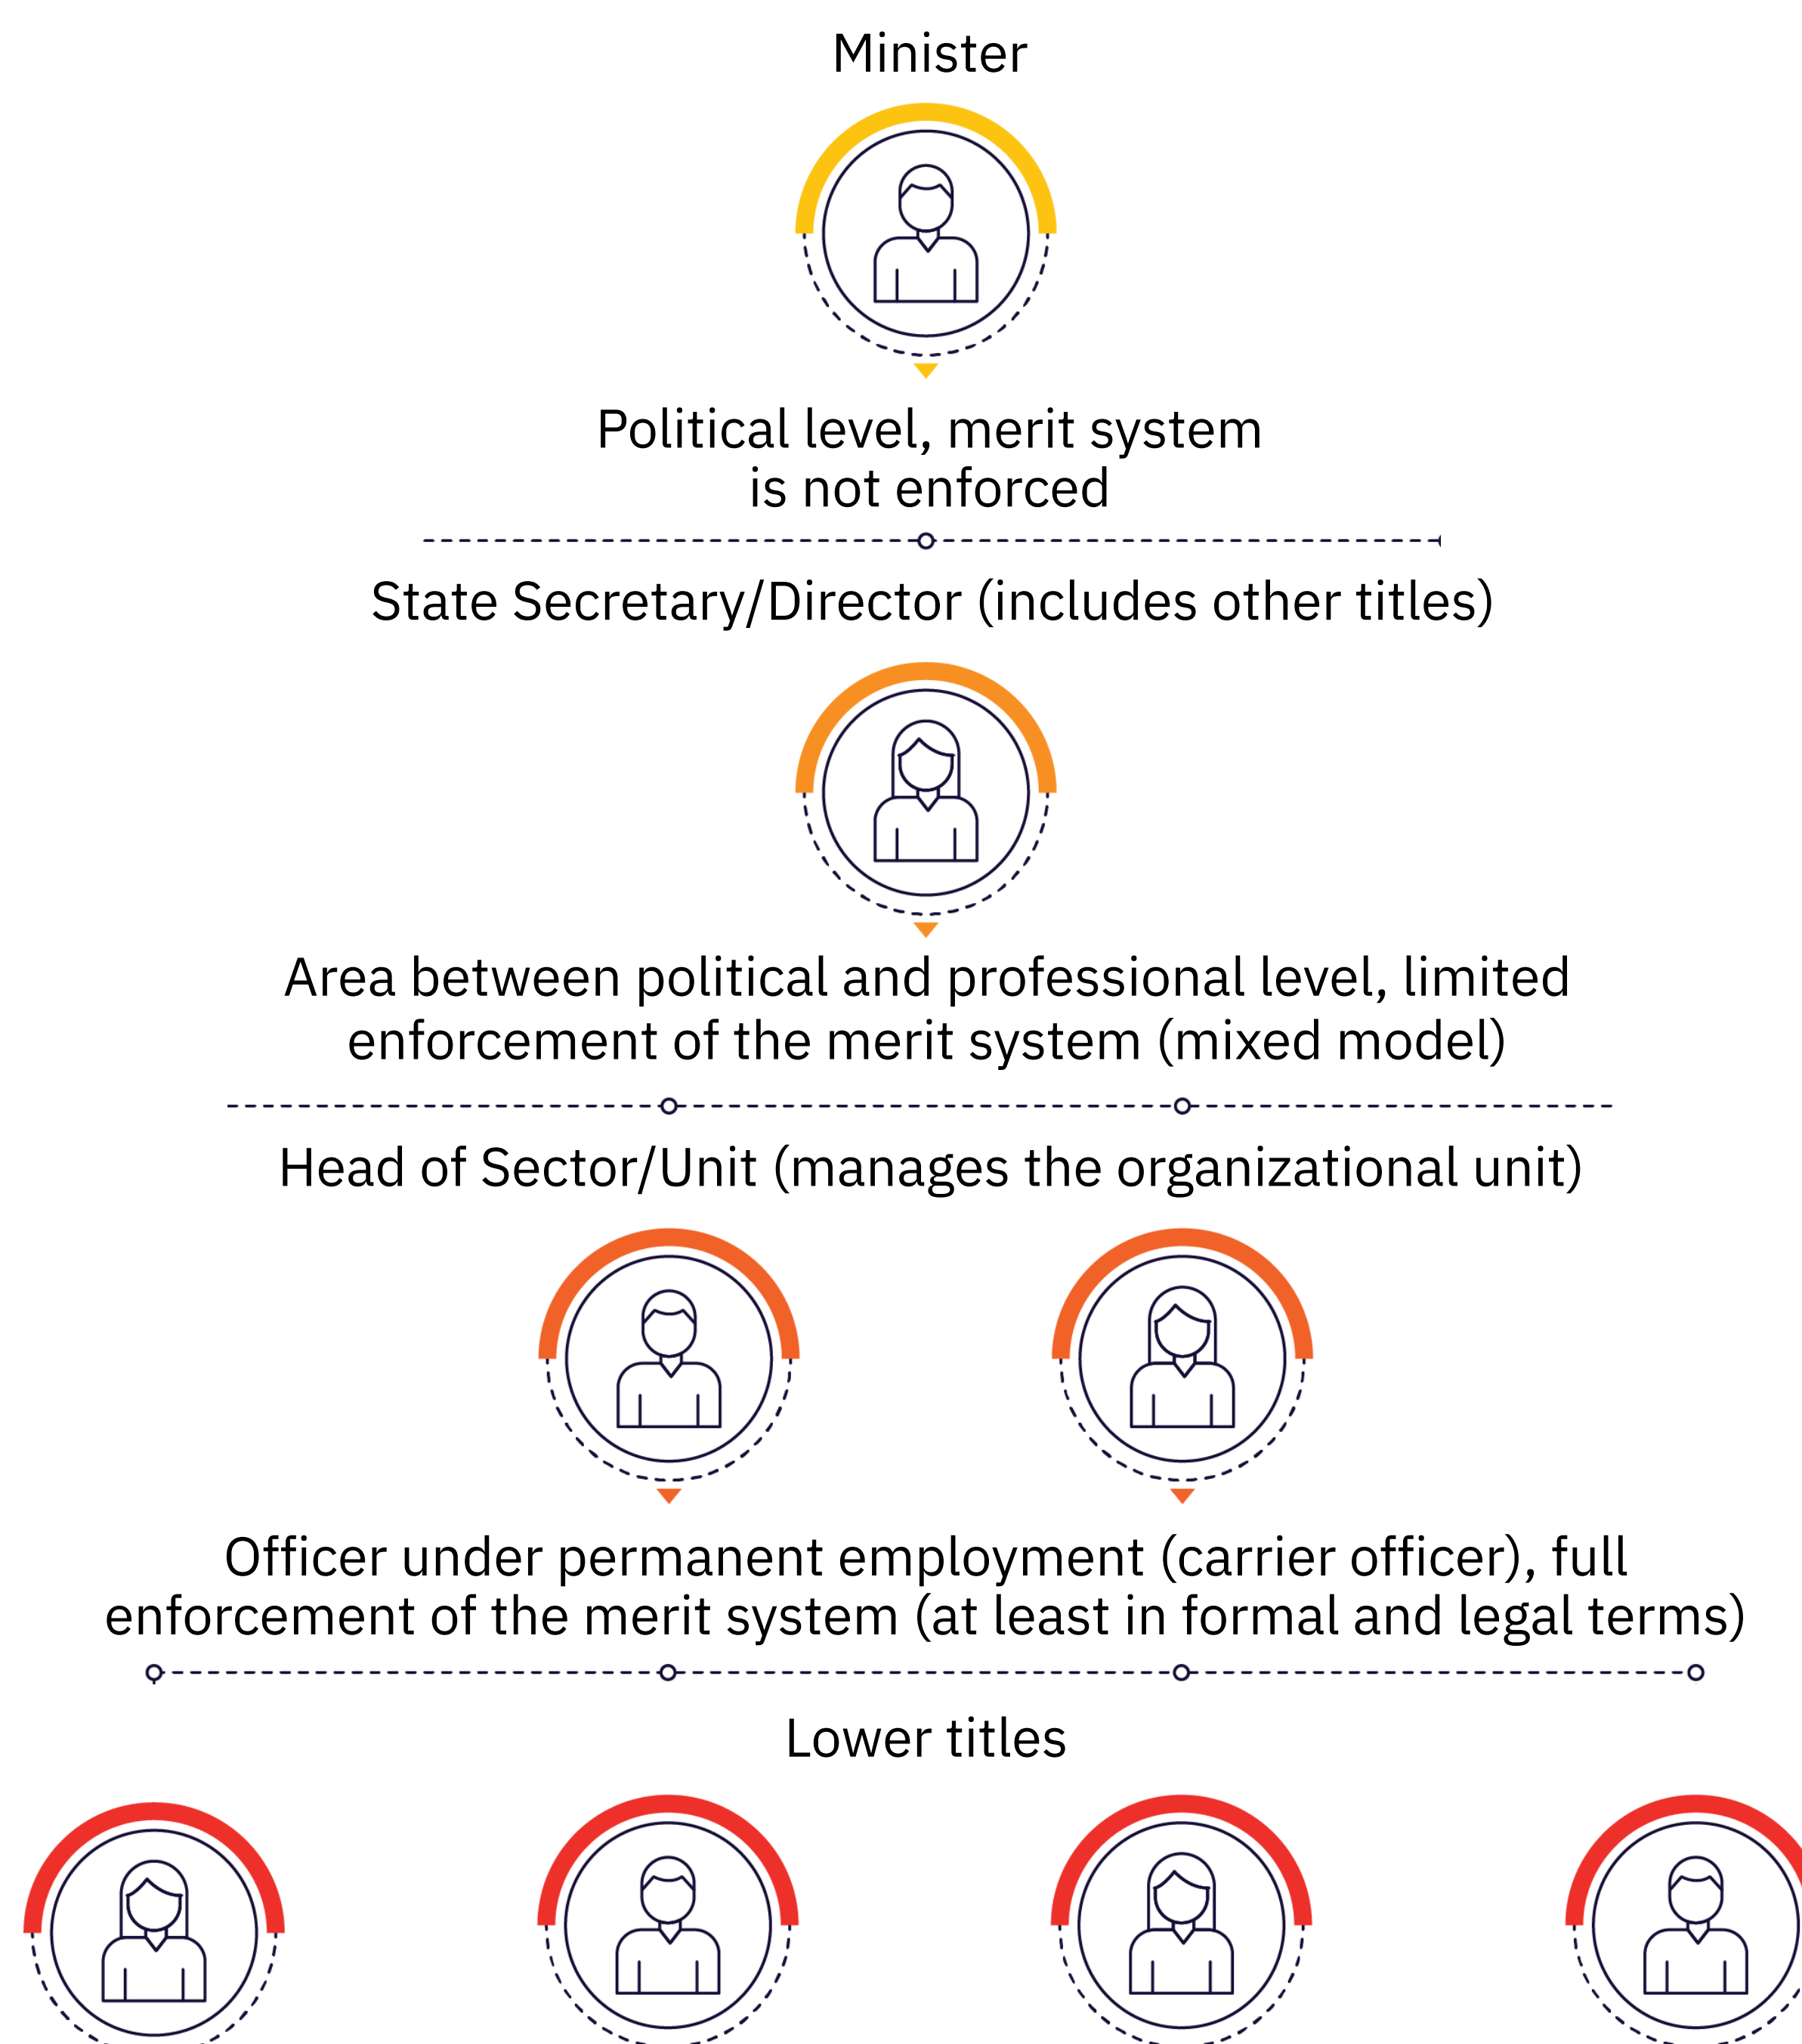 Minister
Political level, merit system
is not enforced
State Secretary/Director (includes other titles)
Area between political and professional level, limited
enforcement of the merit system (mixed model)
Head of Sector/Unit (manages the organizational unit)
Officer under permanent employment (carrier officer), full
enforcement of the merit system (at least in formal and legal terms)
Lower titles